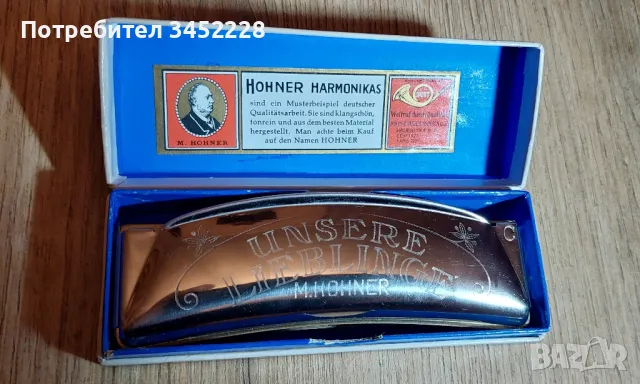 Потребител 3452228
HOHNER HARMONIKAS
sind ein Musterbeispiel deutscher
Qualitätsarbeit. Sie sind klangschön,
tonrein und aus dem besten Material
hergestellt. Man achte beim Kauf
auf den Namen HOHNER
M. HOHNER
C
UNSERE
LIEBLINGE
M. HOHNER
BAZAR